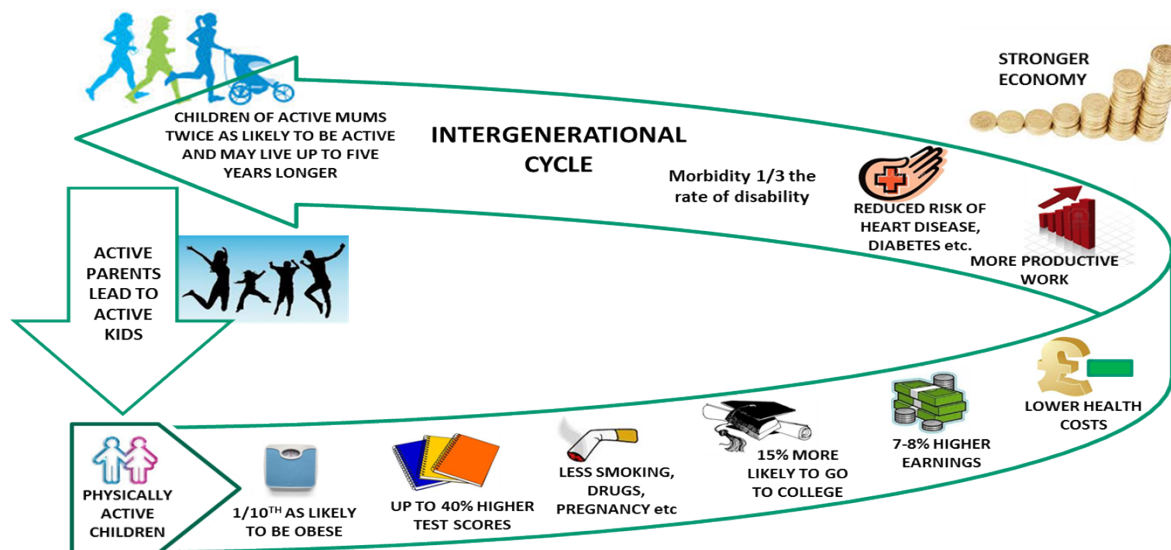 STRONGER
ECONOMY
CHILDREN OF ACTIVE MUMS
TWICE AS LIKELY TO BE ACTIVE
AND MAY LIVE UP TO FIVE
YEARS LONGER
INTERGENERATIONAL
CYCLE
Morbidity 1/3 the
rate of disability
REDUCED RISK OF
HEART DISEASE,
DIABETES etc.
MORE PRODUCTIVE
WORK
ACTIVE
PARENTS
LEAD TO
ACTIVE
KIDS
PHYSICALLY
ACTIVE
CHILDREN
1/10TH AS LIKELY
TO BE OBESE
UP TO 40% HIGHER
TEST SCORES
LESS SMOKING,
DRUGS,
PREGNANCY etc
15% MORE
LIKELY TO GO
TO COLLEGE
7-8% HIGHER
EARNINGS
£
LOWER HEALTH
COSTS